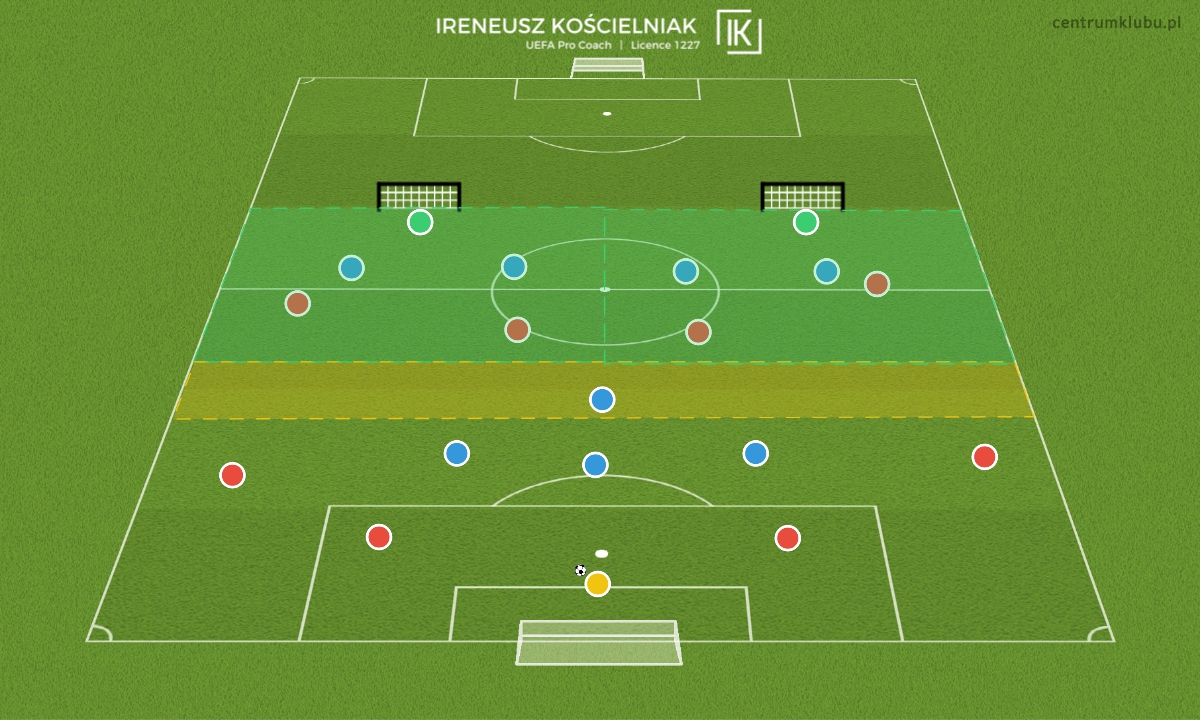 IRENEUSZ KOŚCIELNIAK
UEFA Pro Coach | Licence 1227
IK
centrumklubu.pl